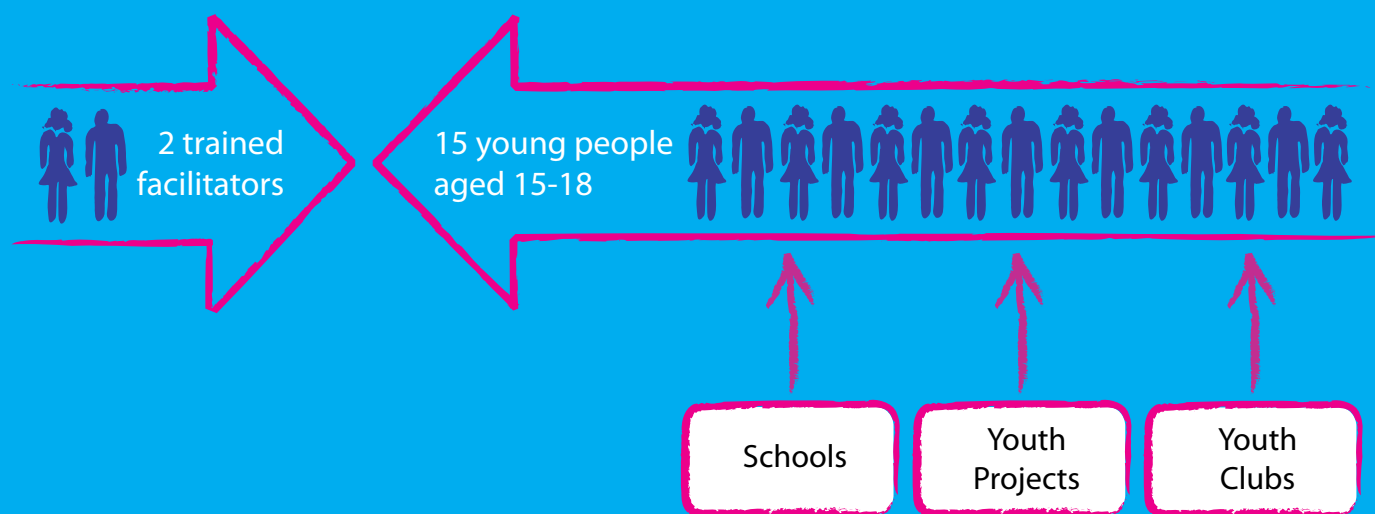 2 trained
facilitators
15 young people
aged 15-18
Schools
Youth
Projects
Youth
Clubs